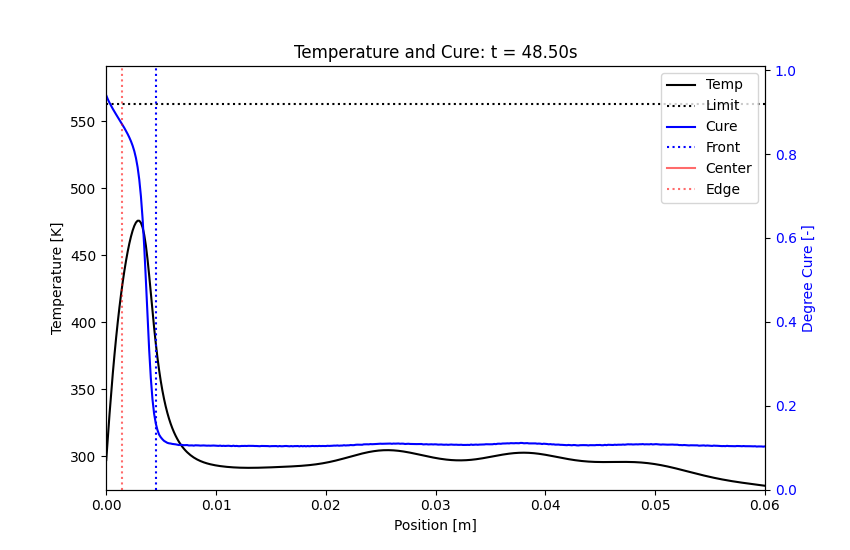 Temperature and Cure: t = 48.50s
Temp
Limit
Cure
Front
Center
Edge
Temperature [K]
550
500
450
400
350
300
Degree Cure [-]
1.0
0.8
0.6
0.4
0.2
0.0
0.00 0.01 0.02 0.03 0.04 0.05 0.06
Position [m]